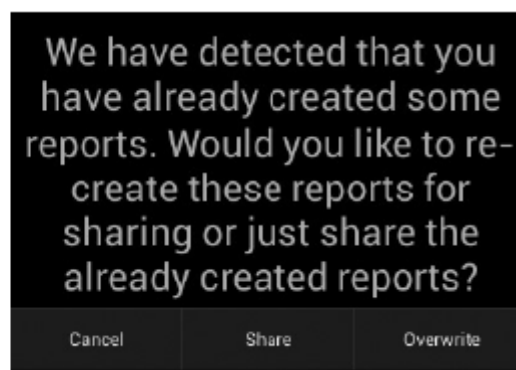 We have detected that you
have already created some
reports. Would you like to re-
create these reports for
sharing or just share the
already created reports?
Cancel Share Overwrite